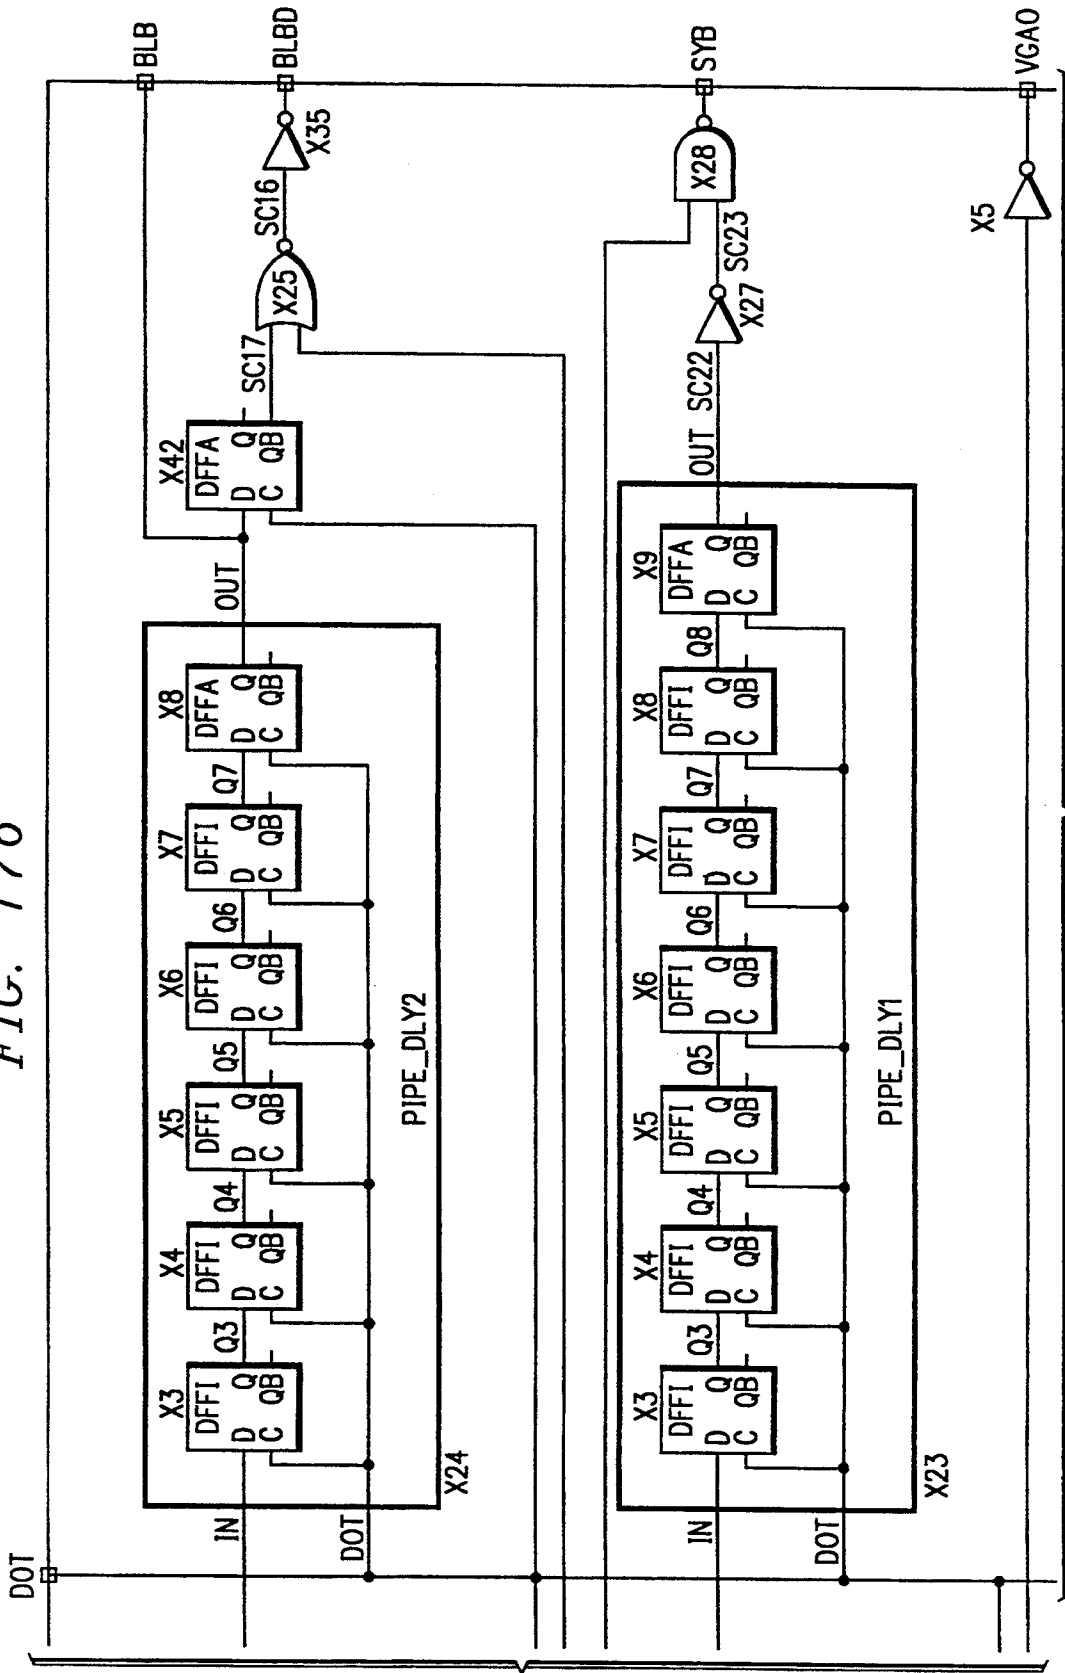 DOT
BLB
BLBD
SYB
VGA0
X35
SC16
X25
SC17
X42
DFFA
D Q
C QB
OUT
X3
DFFI
D Q
C QB
Q3
X4
DFFI
D Q
C QB
Q4
X5
DFFI
D Q
C QB
Q5
X6
DFFI
D Q
C QB
Q6
X7
DFFI
D Q
C QB
Q7
X8
DFFA
D Q
C QB
IN
DOT
PIPE_DLY2
X24
X28
SC23
X27
SC22
OUT
X3
DFFI
D Q
C QB
Q3
X4
DFFI
D Q
C QB
Q4
X5
DFFI
D Q
C QB
Q5
X6
DFFI
D Q
C QB
Q6
X7
DFFI
D Q
C QB
Q7
X8
DFFI
D Q
C QB
Q8
X9
DFFA
D Q
C QB
IN
DOT
PIPE_DLY1
X23
X5